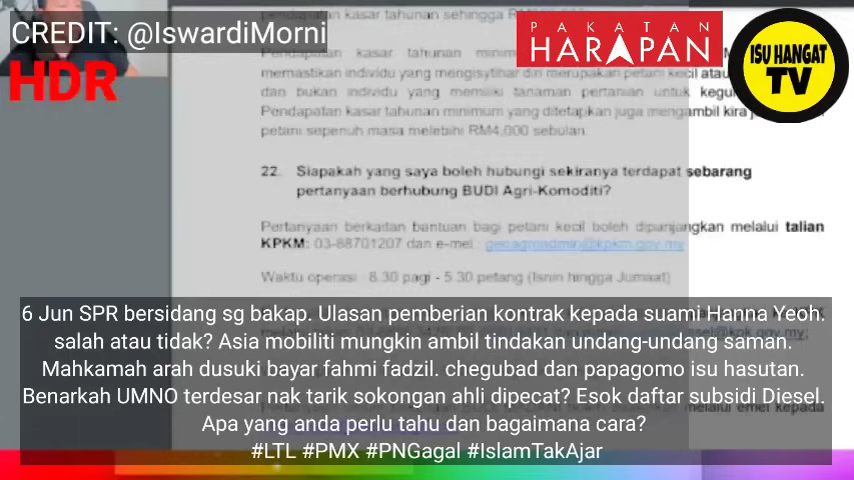 pendapatan kasar tahunan sehingga
CREDIT: @IswardiMorni
HDR
PAKATAN
HARAPAN
ISU HANGAT
TV
Pendapatan kasar tahunan
memastikan individu yang mengisytihar diri merupakan petani kecil atau
dan bukan individu yang memiliki tanaman pertanian untuk
Pendapatan kasar tahunan minimum yang ditetapkan juga mengambil kira
petani sepenuh masa melebihi RM4,000 sebulan.
22. Siapakah yang saya boleh hubungi sekiranya terdapat sebarang
pertanyaan berhubung BUDI Agri-Komoditi?
Pertanyaan berkaitan bantuan bagi petani kecil boleh dipanjangkan melalui talian
KPKM: 03-88701207 dan e-mel :
Waktu operasi : 8.30 pagi - 5.30 petang (Isnin hingga Jumaat)
6 Jun SPR bersidang sg bakap. Ulasan pemberian kontrak kepada suami Hanna Yeoh.
salah atau tidak? Asia mobiliti mungkin ambil tindakan undang-undang saman.
Mahkamah arah dusuki bayar fahmi fadzil. chegubad dan papagomo isu hasutan.
Benarkah UMNO terdesar nak tarik sokongan ahli dipecat? Esok daftar subsidi Diesel.
Apa yang anda perlu tahu dan bagaimana cara?
#LTL #PMX #PNGagal #IslamTakAjar